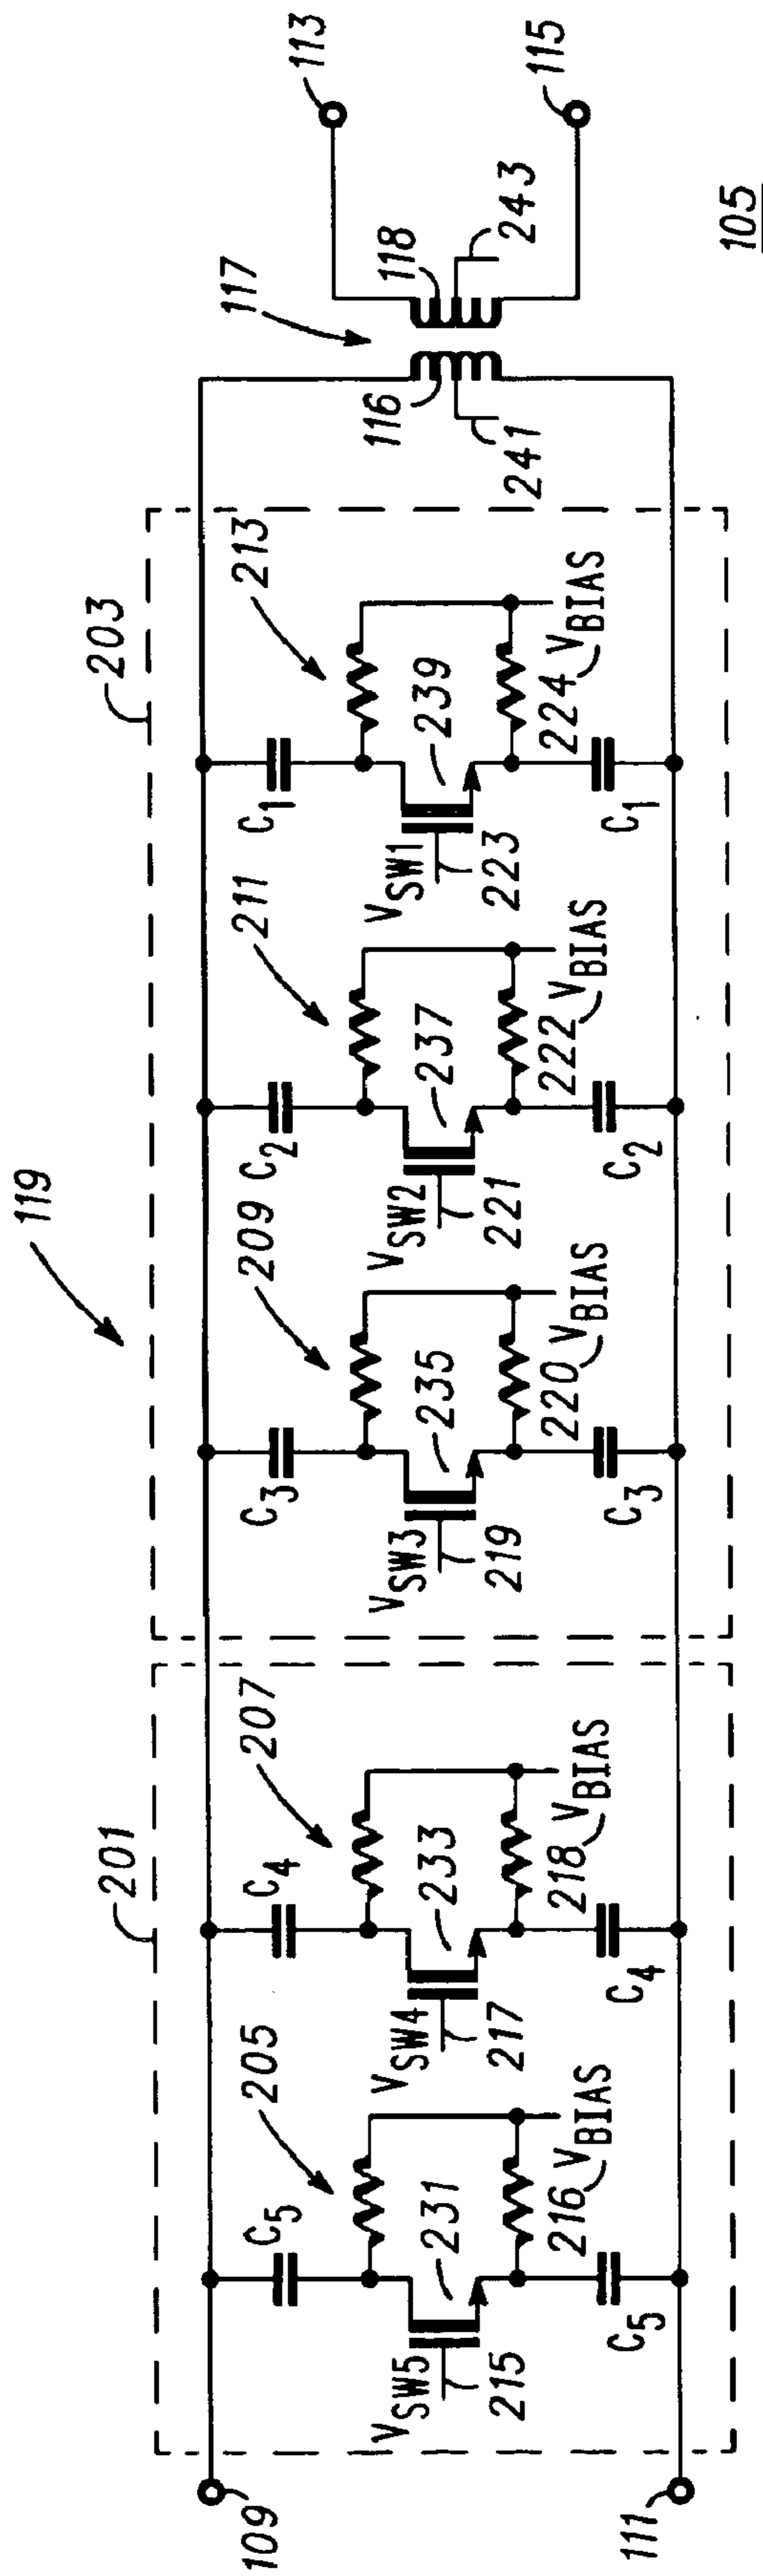 119
201
203
117
113
205
207
209
211
213
C5
C4
C3
C2
C1
109
VSW5
231
VSW4
233
VSW3
235
VSW2
237
VSW1
239
116
118
215
217
219
221
223
241
243
216 VBIAS
218 VBIAS
220 VBIAS
222 VBIAS
224 VBIAS
C5
C4
C3
C2
C1
111
115
105